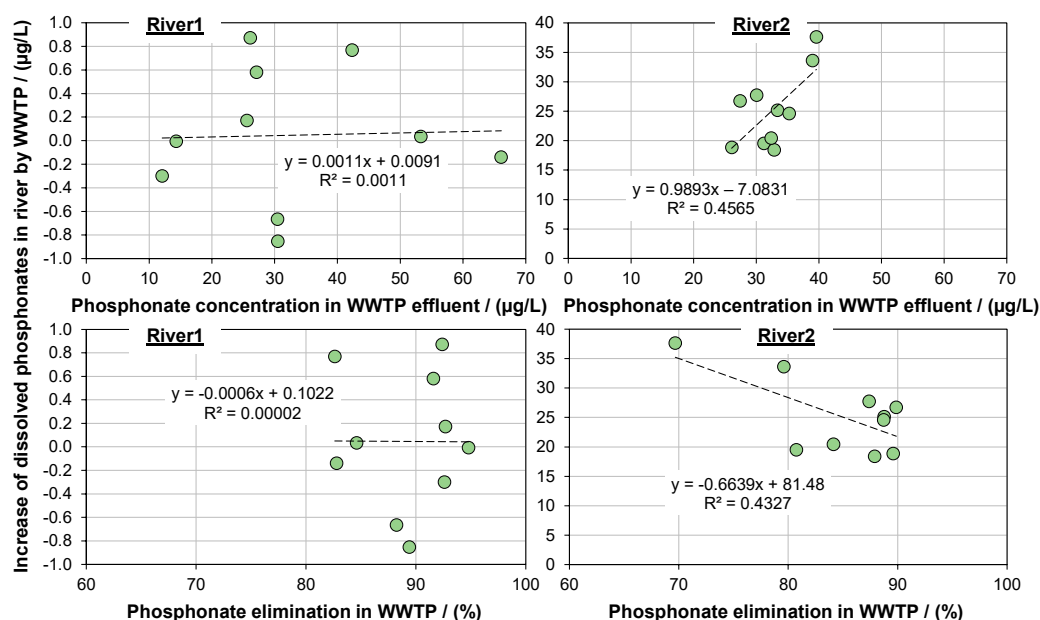 Increase of dissolved phosphonates in river by WWTP / (µg/L)
River1
1.0
0.8
0.6
0.4
0.2
0.0
-0.2
-0.4
-0.6
-0.8
-1.0
y = 0.0011x + 0.0091
R² = 0.0011
0 10 20 30 40 50 60 70
Phosphonate concentration in WWTP effluent / (µg/L)
River2
40
35
30
25
20
15
10
5
0
y = 0.9893x – 7.0831
R² = 0.4565
0 10 20 30 40 50 60 70
Phosphonate concentration in WWTP effluent / (µg/L)
River1
1.0
0.8
0.6
0.4
0.2
0.0
-0.2
-0.4
-0.6
-0.8
-1.0
y = -0.0006x + 0.1022
R² = 0.00002
60 70 80 90 100
Phosphonate elimination in WWTP / (%)
River2
40
35
30
25
20
15
10
5
0
y = -0.6639x + 81.48
R² = 0.4327
60 70 80 90 100
Phosphonate elimination in WWTP / (%)